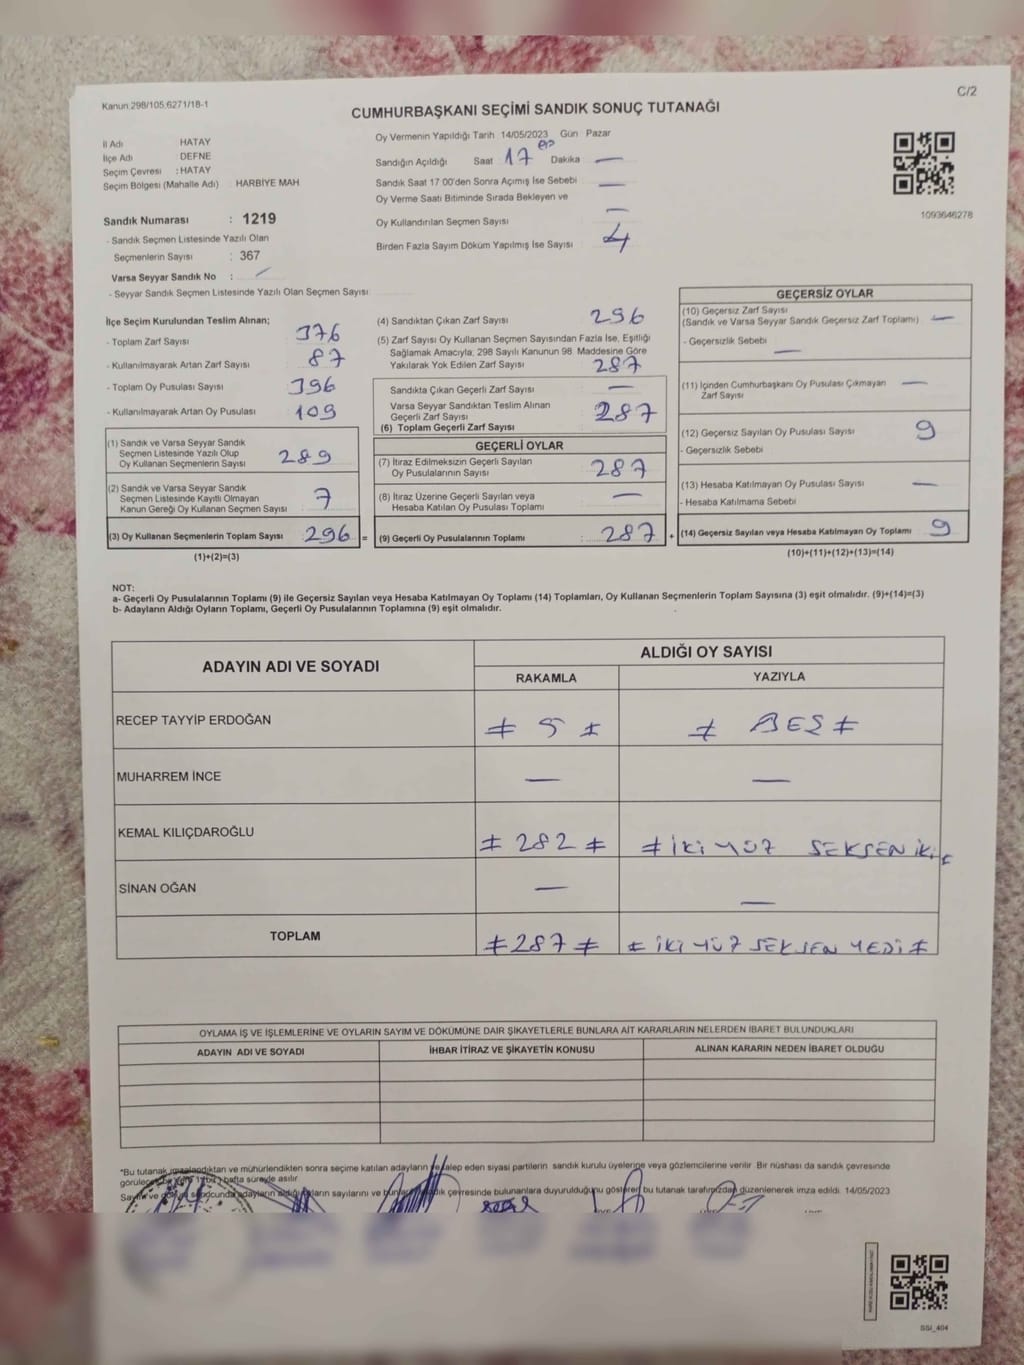 Kanun 298/105,6271/18-1
C/2
CUMHURBAŞKANI SEÇİMİ SANDIK SONUÇ TUTANAĞI
İl Adı HATAY
İlçe Adı DEFNE
Seçim Çevresi : HATAY
Seçim Bölgesi (Mahalle Adı) HARBİYE MAH
Sandık Numarası : 1219
- Sandık Seçmen Listesinde Yazılı Olan
Seçmenlerin Sayısı : 367
Varsa Seyyar Sandık No :
- Seyyar Sandık Seçmen Listesinde Yazılı Olan Seçmen Sayısı
Oy Vermenin Yapıldığı Tarih 14/05/2023 Gün Pazar
Sandığın Açıldığı Saat 17 Dakika —
Sandık Saat 17 00'den Sonra Açımış İse Sebebi —
Oy Verme Saati Bitiminde Sırada Bekleyen ve
Oy Kullandırılan Seçmen Sayısı —
Birden Fazla Sayım Döküm Yapılmış İse Sayısı
1093646278
İlçe Seçim Kurulundan Teslim Alınan;
- Toplam Zarf Sayısı 376
- Kullanılmayarak Artan Zarf Sayısı 87
- Toplam Oy Pusulası Sayısı 396
- Kullanılmayarak Artan Oy Pusulası 109
(1) Sandık ve Varsa Seyyar Sandık
Seçmen Listesinde Yazılı Olup
Oy Kullanan Seçmenlerin Sayısı 289
(2) Sandık ve Varsa Seyyar Sandık
Seçmen Listesinde Kayıtlı Olmayan
Kanun Gereği Oy Kullanan Seçmen Sayısı 7
(3) Oy Kullanan Seçmenlerin Toplam Sayısı 296 =
(1)+(2)=(3)
(4) Sandıktan Çıkan Zarf Sayısı 296
(5) Zarf Sayısı Oy Kullanan Seçmen Sayısından Fazla İse, Eşitliği
Sağlamak Amacıyla, 298 Sayılı Kanunun 98. Maddesine Göre
Yakılarak Yok Edilen Zarf Sayısı 287
Sandıkta Çıkan Geçerli Zarf Sayısı —
Varsa Seyyar Sandıktan Teslim Alınan
Geçerli Zarf Sayısı 287
(6) Toplam Geçerli Zarf Sayısı
GEÇERLİ OYLAR
(7) İtiraz Edilmeksizin Geçerli Sayılan
Oy Pusulalarının Sayısı 287
(8) İtiraz Üzerine Geçerli Sayılan veya
Hesaba Katılan Oy Pusulası Toplamı —
(9) Geçerli Oy Pusulalarının Toplamı : 287 +
GEÇERSİZ OYLAR
(10) Geçersiz Zarf Sayısı
(Sandık ve Varsa Seyyar Sandık Geçersiz Zarf Toplamı) —
- Geçersizlik Sebebi —
(11) İçinden Cumhurbaşkanı Oy Pusulası Çıkmayan
Zarf Sayısı —
(12) Geçersiz Sayılan Oy Pusulası Sayısı 9
- Geçersizlik Sebebi
(13) Hesaba Katılmayan Oy Pusulası Sayısı —
- Hesaba Katılmama Sebebi
(14) Geçersiz Sayılan veya Hesaba Katılmayan Oy Toplamı 9
(10)+(11)+(12)+(13)=(14)
NOT:
a- Geçerli Oy Pusulalarının Toplamı (9) ile Geçersiz Sayılan veya Hesaba Katılmayan Oy Toplamı (14) Toplamları, Oy Kullanan Seçmenlerin Toplam Sayısına (3) eşit olmalıdır. (9)+(14)=(3)
b- Adayların Aldığı Oyların Toplamı, Geçerli Oy Pusulalarının Toplamına (9) eşit olmalıdır.
ADAYIN ADI VE SOYADI
ALDIĞI OY SAYISI
RAKAMLA YAZIYLA
RECEP TAYYİP ERDOĞAN ≠ 5 ≠ ≠ BEŞ ≠
MUHARREM İNCE — —
KEMAL KILIÇDAROĞLU ≠ 282 ≠ ≠ İKİ YÜZ SEKSEN İKİ ≠
SİNAN OĞAN — —
TOPLAM ≠ 287 ≠ ≠ İKİ YÜZ SEKSEN YEDİ ≠
OYLAMA İŞ VE İŞLEMLERİNE VE OYLARIN SAYIM VE DÖKÜMÜNE DAİR ŞİKAYETLERLE BUNLARA AİT KARARLARIN NELERDEN İBARET BULUNDUKLARI
ADAYIN ADI VE SOYADI İHBAR İTİRAZ VE ŞİKAYETİN KONUSU ALINAN KARARIN NEDEN İBARET OLDUĞU
*Bu tutanak imzalandıktan ve mühürlendikten sonra seçime katılan adayların ve talep eden siyasi partilerin sandık kurulu üyelerine veya gözlemcilerine verilir. Bir nüshası da sandık çevresinde
hafta süreyle asılır
Sayım ve sonucunda adayların aldığı oyların sayılarını ve sandık çevresinde bulunanlara duyurulduğunu gösteren bu tutanak tarafımızdan düzenlenerek imza edildi. 14/05/2023
SSI_404